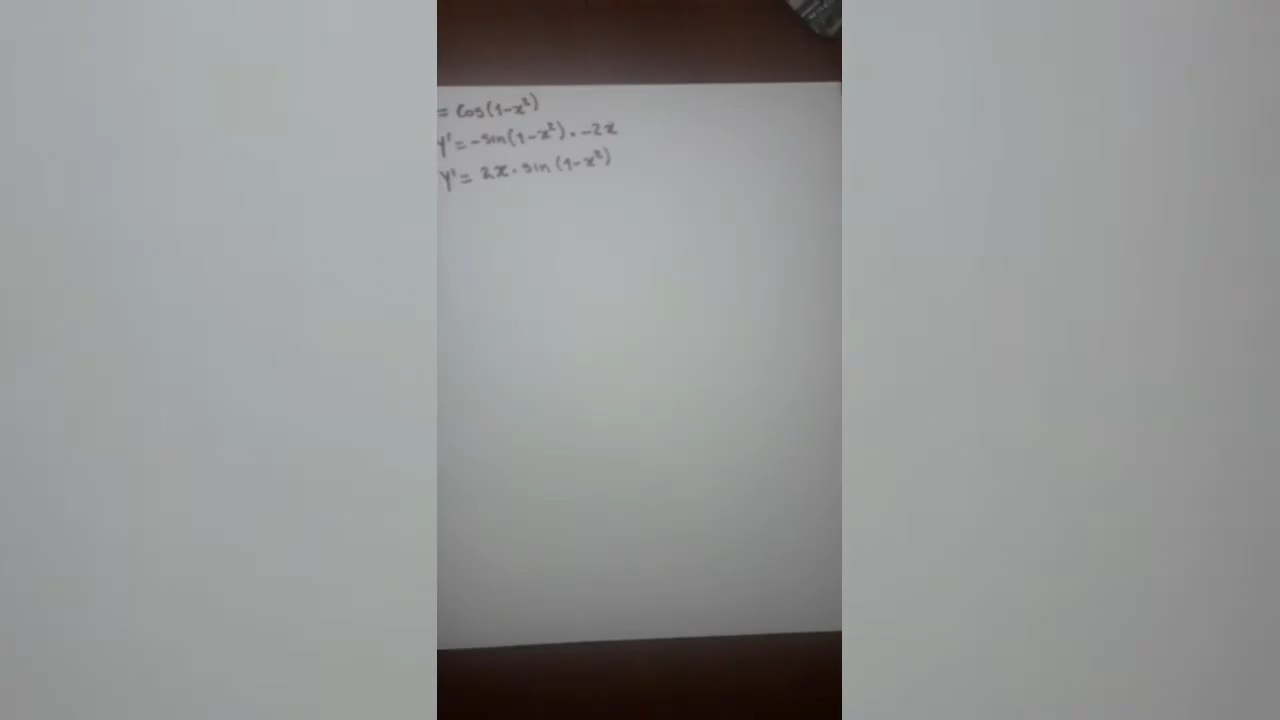 = Cos(1-x²)
y' = -sin(1-x²) · -2x
y' = 2x · sin (1-x²)